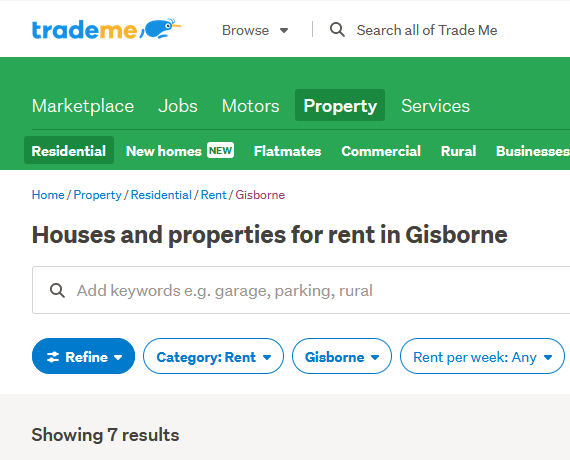 trademe Browse Search all of Trade Me
Marketplace Jobs Motors Property Services
Residential New homes NEW Flatmates Commercial Rural Businesses
Home / Property / Residential / Rent / Gisborne
Houses and properties for rent in Gisborne
Add keywords e.g. garage, parking, rural
Refine Category: Rent Gisborne Rent per week: Any
Showing 7 results